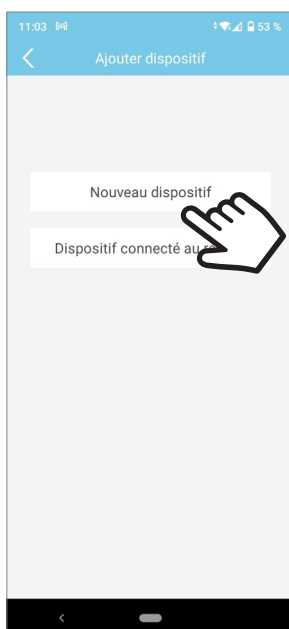 11:03 53 %
Ajouter dispositif
Nouveau dispositif
Dispositif connecté au